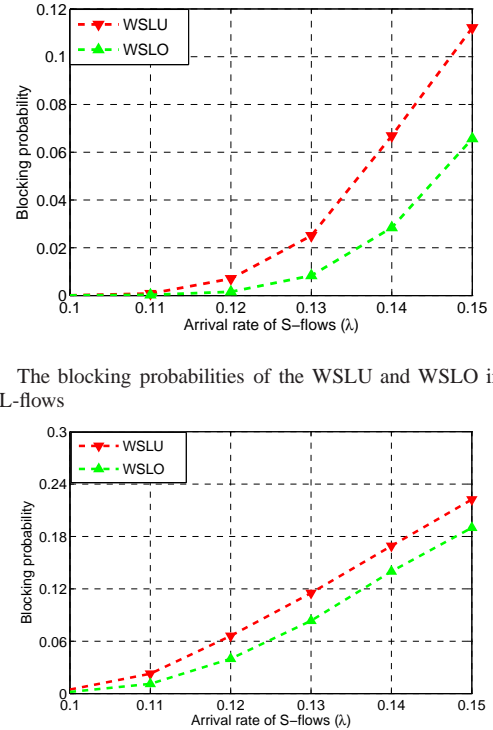 0.12
0.1
0.08
0.06
0.04
0.02
0
Blocking probability
WSLU
WSLO
0.1 0.11 0.12 0.13 0.14 0.15
Arrival rate of S−flows (λ)
The blocking probabilities of the WSLU and WSLO in
L-flows
0.3
0.24
0.18
0.12
0.06
0
Blocking probability
WSLU
WSLO
0.1 0.11 0.12 0.13 0.14 0.15
Arrival rate of S−flows (λ)